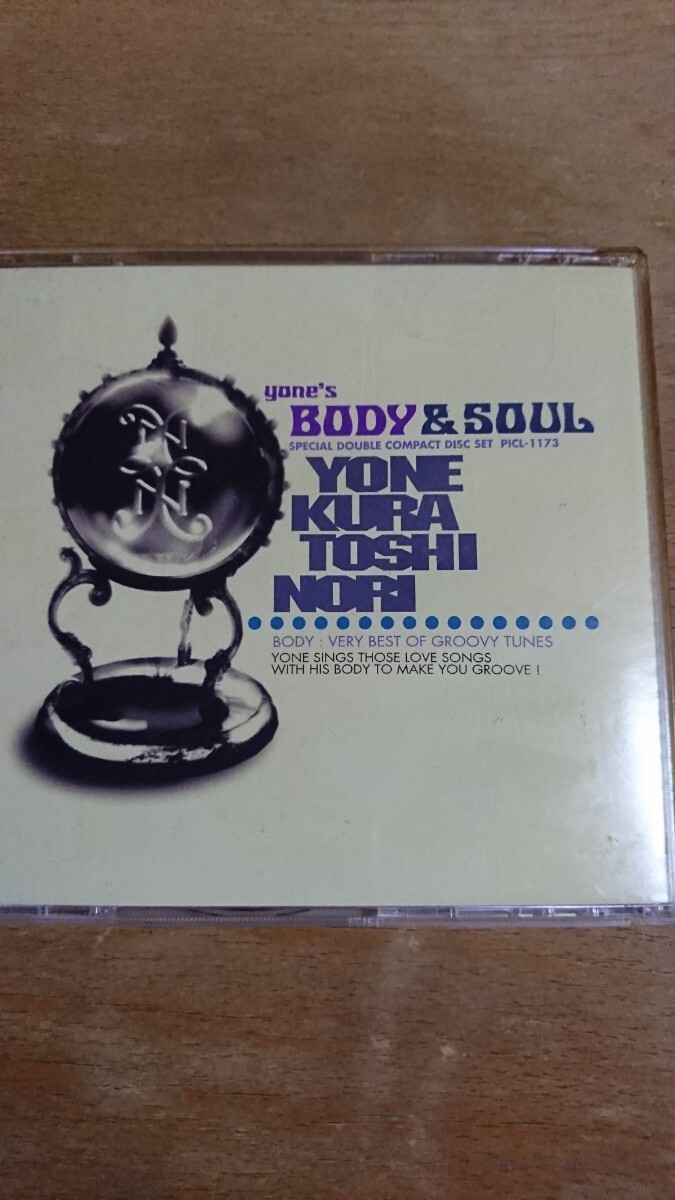 yone's
BODY & SOUL
SPECIAL DOUBLE COMPACT DISC SET PICL-1173
YONE
KURA
TOSHI
NORI
BODY : VERY BEST OF GROOVY TUNES
YONE SINGS THOSE LOVE SONGS
WITH HIS BODY TO MAKE YOU GROOVE !